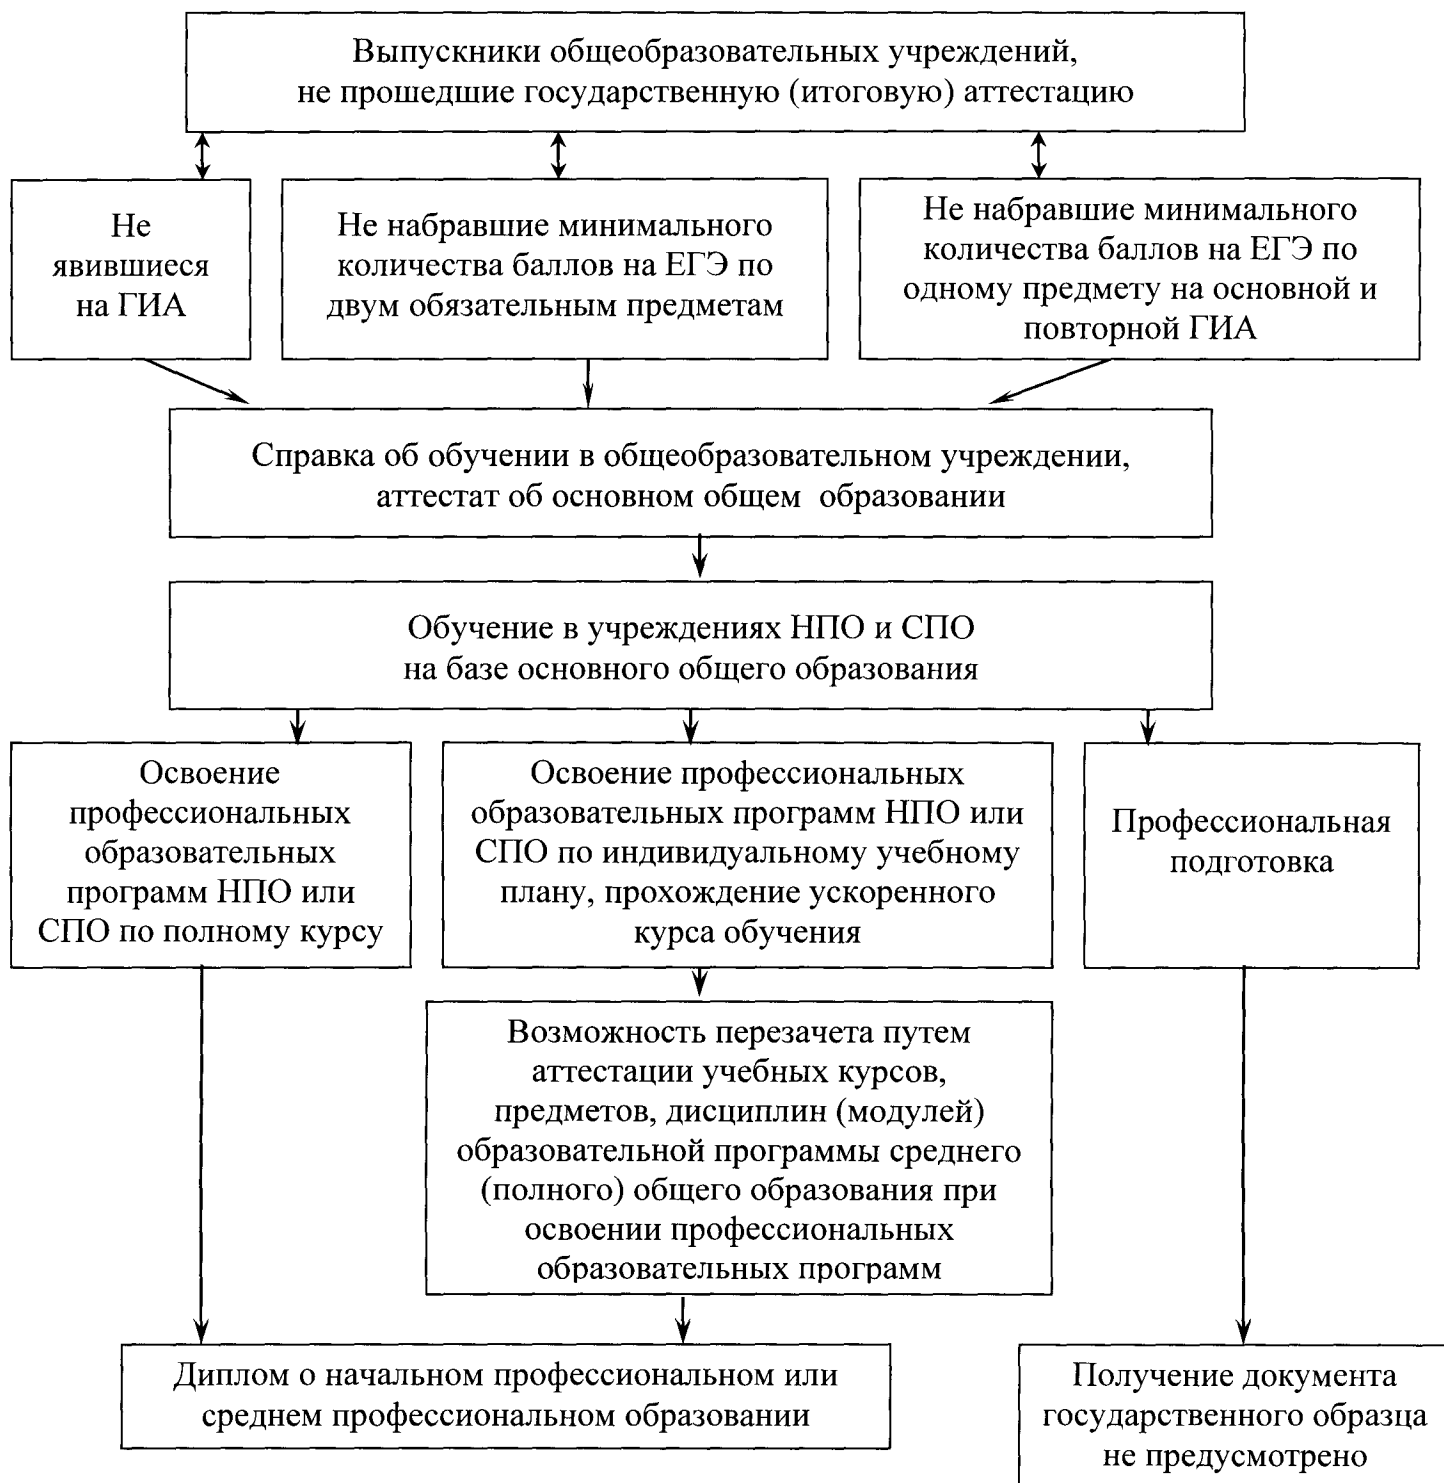 Выпускники общеобразовательных учреждений,
не прошедшие государственную (итоговую) аттестацию
Не
явившиеся
на ГИА
Не набравшие минимального
количества баллов на ЕГЭ по
двум обязательным предметам
Не набравшие минимального
количества баллов на ЕГЭ по
одному предмету на основной и
повторной ГИА
Справка об обучении в общеобразовательном учреждении,
аттестат об основном общем образовании
Обучение в учреждениях НПО и СПО
на базе основного общего образования
Освоение
профессиональных
образовательных
программ НПО или
СПО по полному курсу
Освоение профессиональных
образовательных программ НПО или
СПО по индивидуальному учебному
плану, прохождение ускоренного
курса обучения
Профессиональная
подготовка
Возможность перезачета путем
аттестации учебных курсов,
предметов, дисциплин (модулей)
образовательной программы среднего
(полного) общего образования при
освоении профессиональных
образовательных программ
Диплом о начальном профессиональном или
среднем профессиональном образовании
Получение документа
государственного образца
не предусмотрено